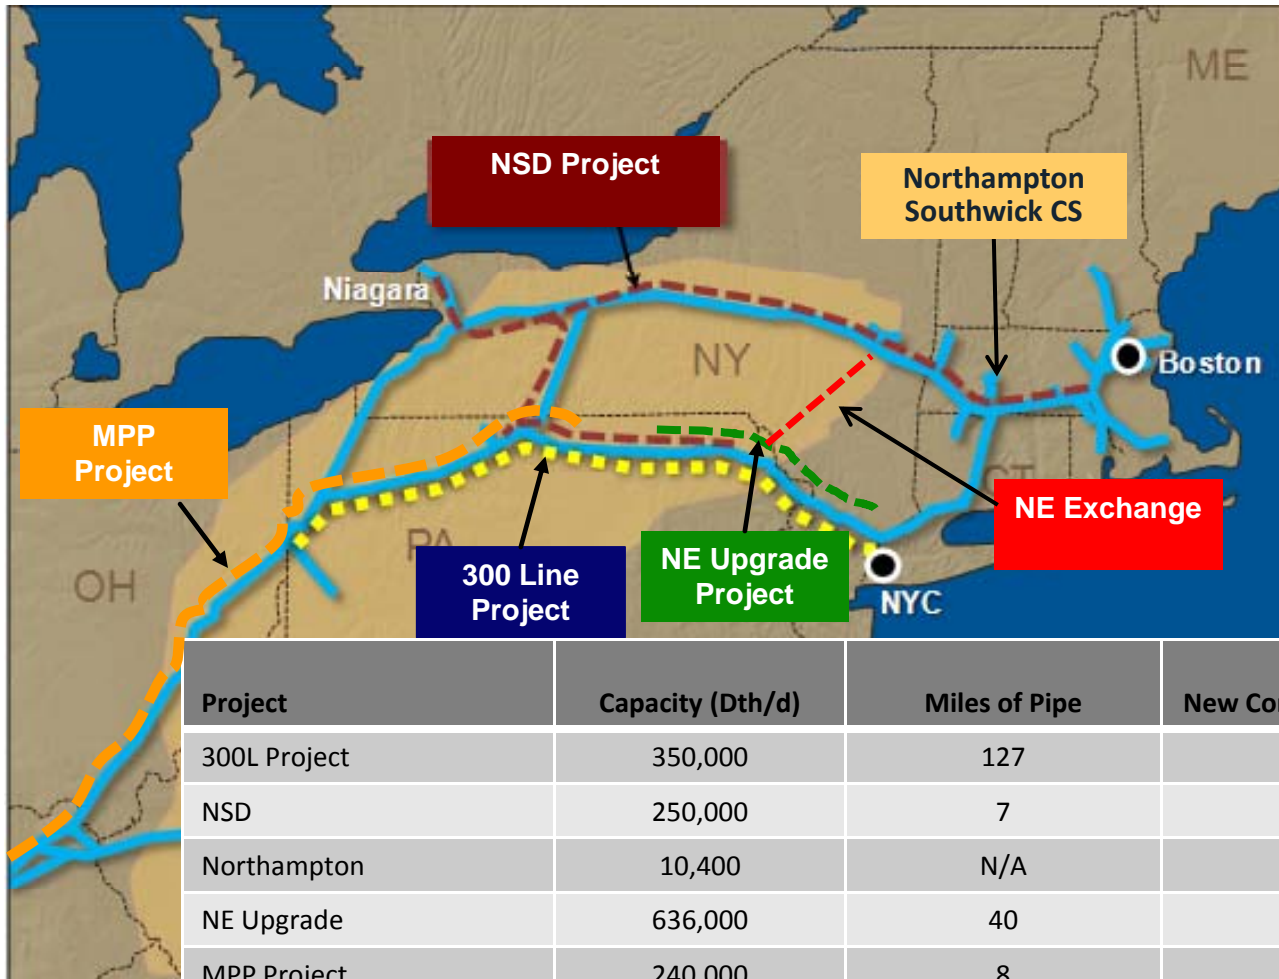 ME
NSD Project
Northampton
Southwick CS
Niagara
NY
Boston
MPP
Project
CT
NE Exchange
PA
OH
300 Line
Project
NE Upgrade
Project
NYC
Project Capacity (Dth/d) Miles of Pipe New
300L Project 350,000 127
NSD 250,000 7
Northampton 10,400 N/A
NE Upgrade 636,000 40
MPP Project 240,000 8